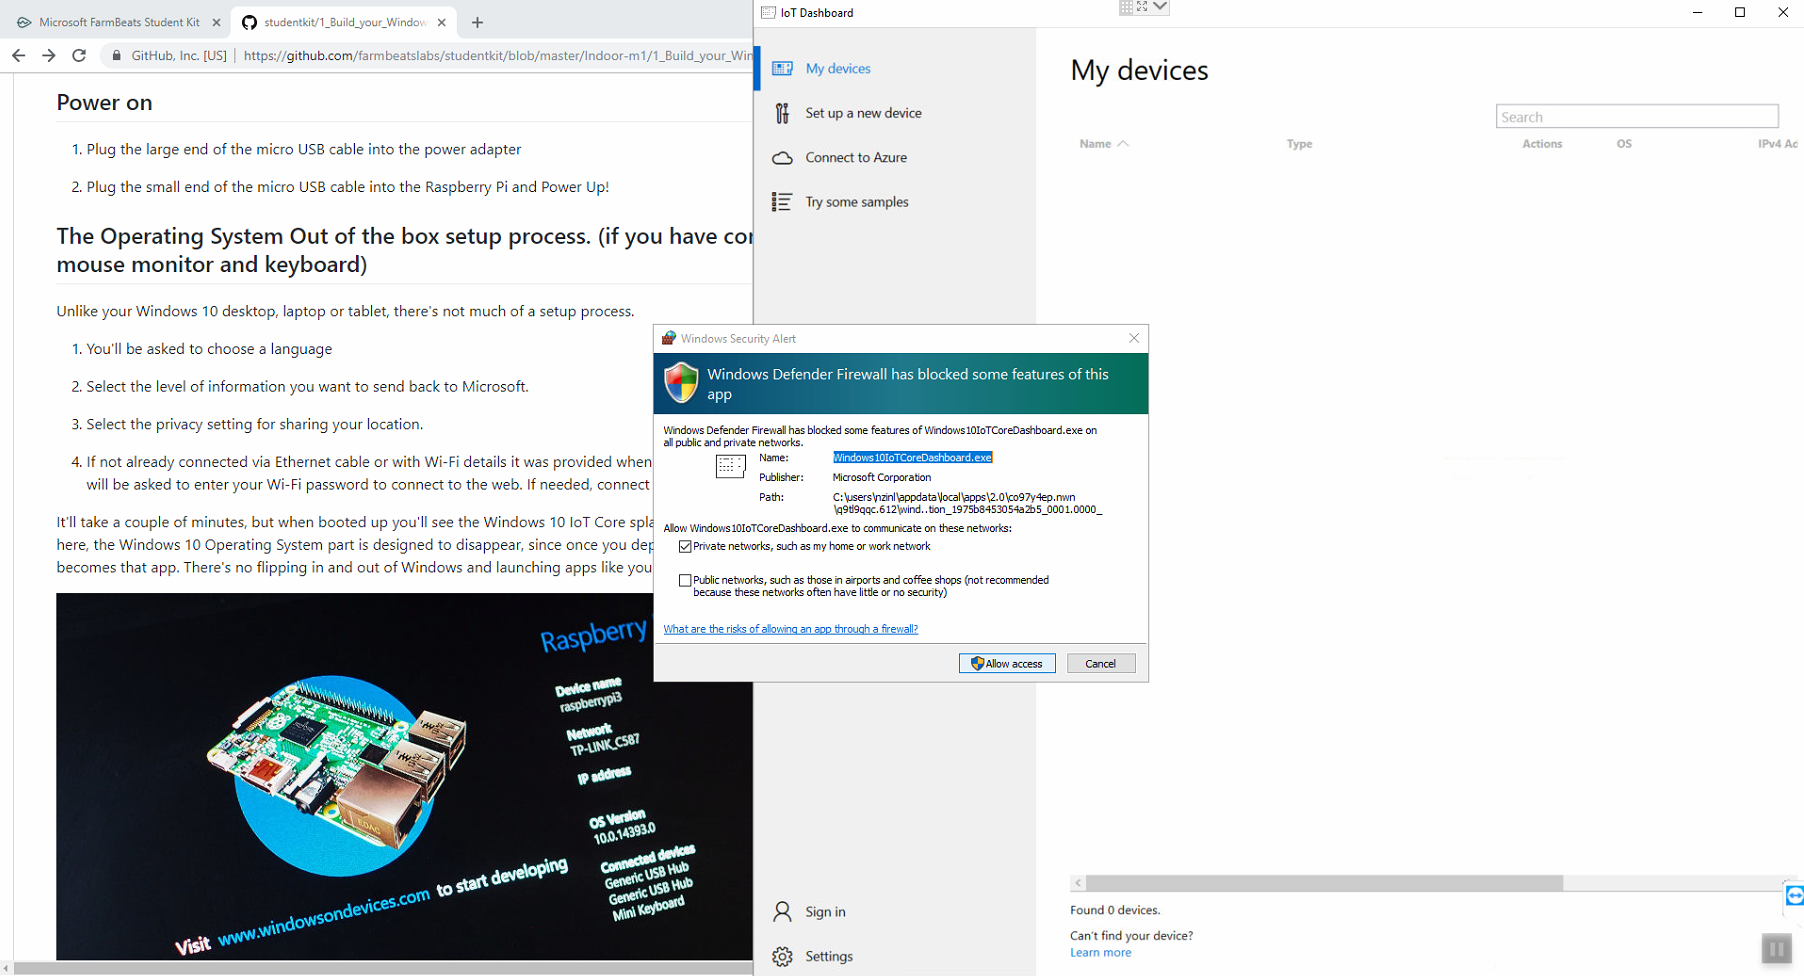 Microsoft FarmBeats Student Kit
studentkit/1_Build_your_Window
GitHub, Inc. [US]
https://github.com/farmbeatslabs/studentkit/blob/master/Indoor-m1/1_Build_your_Win
Power on
1. Plug the large end of the micro USB cable into the power adapter
2. Plug the small end of the micro USB cable into the Raspberry Pi and Power Up!
The Operating System Out of the box setup process. (if you have cor
mouse monitor and keyboard)
Unlike your Windows 10 desktop, laptop or tablet, there's not much of a setup process.
1. You'll be asked to choose a language
2. Select the level of information you want to send back to Microsoft.
3. Select the privacy setting for sharing your location.
4. If not already connected via Ethernet cable or with Wi-Fi details it was provided when
will be asked to enter your Wi-Fi password to connect to the web. If needed, connect
It'll take a couple of minutes, but when booted up you'll see the Windows 10 IoT Core spla
here, the Windows 10 Operating System part is designed to disappear, since once you dep
becomes that app. There's no flipping in and out of Windows and launching apps like you
Raspberry
Device name
raspberrypi3
Network
TP-LINK_C587
IP address
OS Version
10.0.14393.0
Connected devices
Generic USB Hub
Generic USB Hub
Mini Keyboard
Visit www.windowsondevices.com to start developing
IoT Dashboard
My devices
Set up a new device
Connect to Azure
Try some samples
Sign in
Settings
My devices
Search
Name
Type
Actions
OS
IPv4 Ac
Found 0 devices.
Can't find your device?
Learn more
Windows Security Alert
Windows Defender Firewall has blocked some features of this
app
Windows Defender Firewall has blocked some features of Windows10IoTCoreDashboard.exe on
all public and private networks.
Name: Windows10IoTCoreDashboard.exe
Publisher: Microsoft Corporation
Path: C:\users\nzinl\appdata\local\apps\2.0\co97y4ep.nwn
\q9tl9qqc.612\wind..tion_1975b8453054a2b5_0001.0000_
Allow Windows10IoTCoreDashboard.exe to communicate on these networks:
Private networks, such as my home or work network
Public networks, such as those in airports and coffee shops (not recommended
because these networks often have little or no security)
What are the risks of allowing an app through a firewall?
Allow access
Cancel